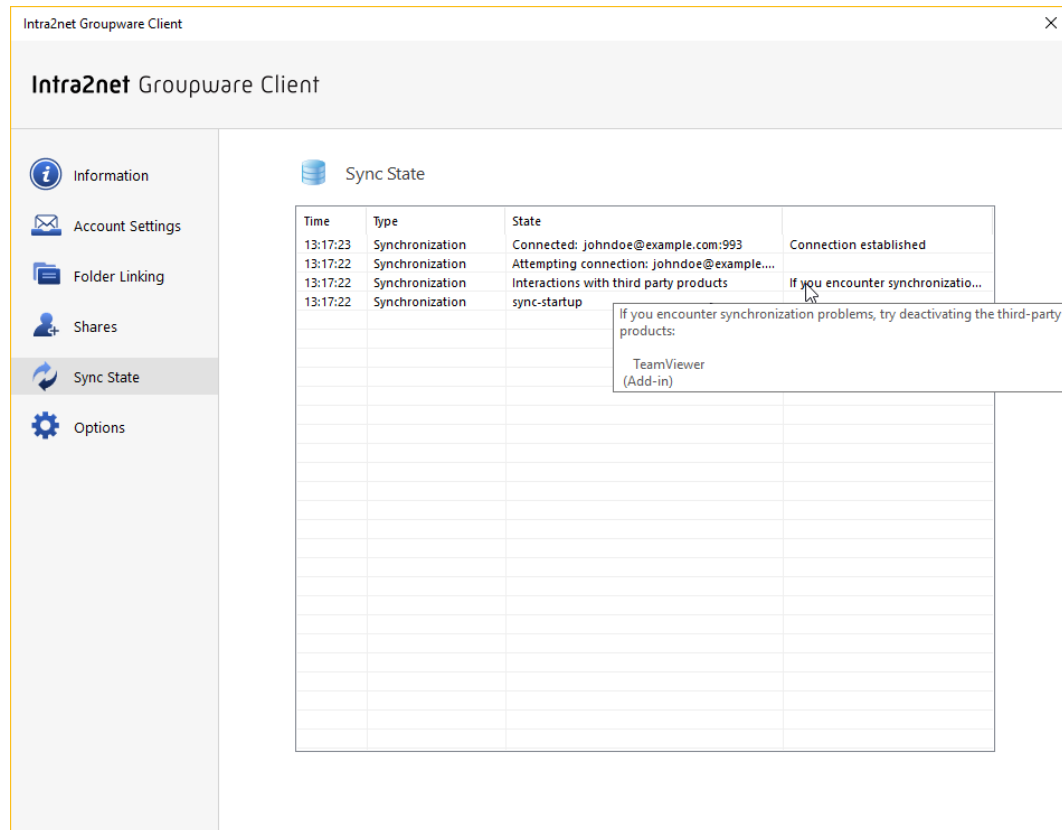 Intra2net Groupware Client
Intra2net Groupware Client
Information
Account Settings
Folder Linking
Shares
Sync State
Options
Sync State
Time Type State
13:17:23 Synchronization Connected: johndoe@example.com:993 Connection established
13:17:22 Synchronization Attempting connection: johndoe@example....
13:17:22 Synchronization Interactions with third party products If you encounter synchronizatio...
13:17:22 Synchronization sync-startup
If you encounter synchronization problems, try deactivating the third-party
products:
TeamViewer
(Add-in)